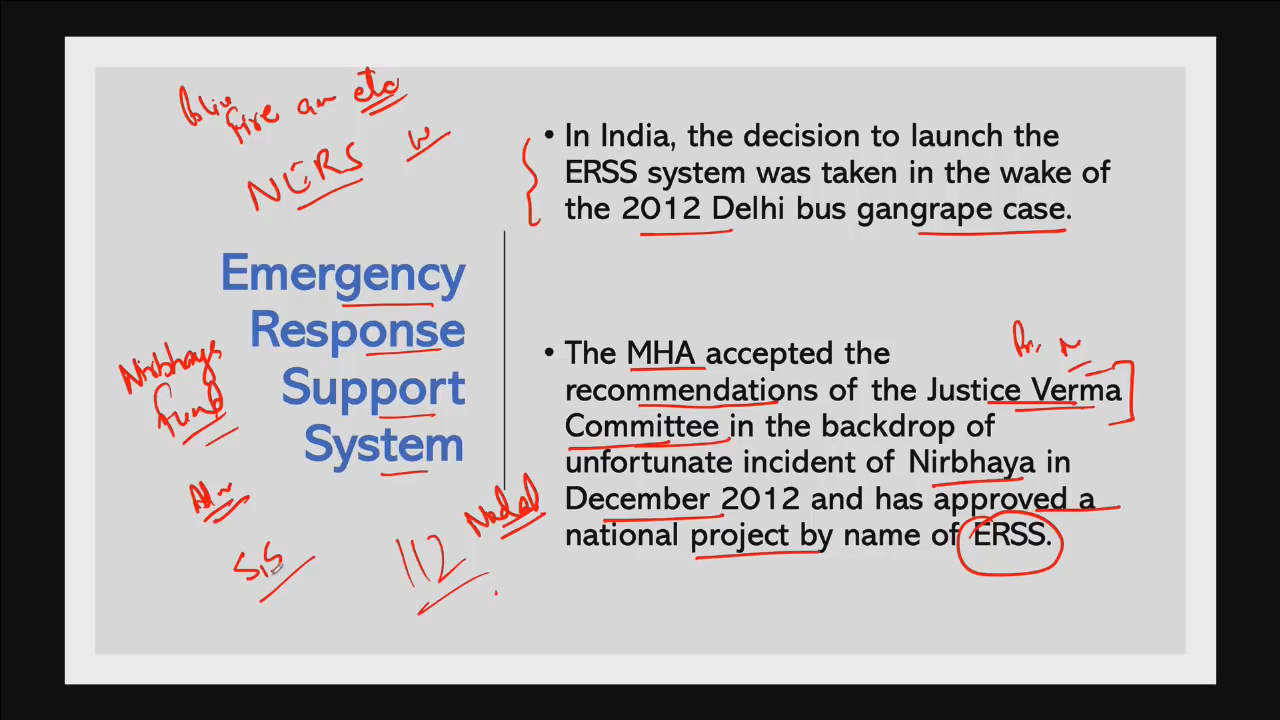 fire an etc
NERS
Emergency
Response
Support
System
Nirbhaya
fund
112
Nodal
• In India, the decision to launch the
ERSS system was taken in the wake of
the 2012 Delhi bus gangrape case.
• The MHA accepted the
recommendations of the Justice Verma
Committee in the backdrop of
unfortunate incident of Nirbhaya in
December 2012 and has approved a
national project by name of ERSS.